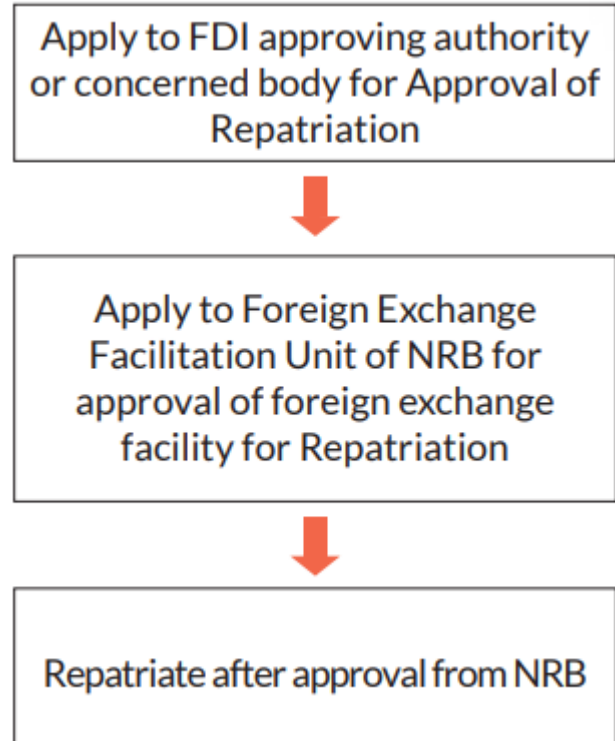 Apply to FDI approving authority
or concerned body for Approval of
Repatriation
Apply to Foreign Exchange
Facilitation Unit of NRB for
approval of foreign exchange
facility for Repatriation
Repatriate after approval from NRB